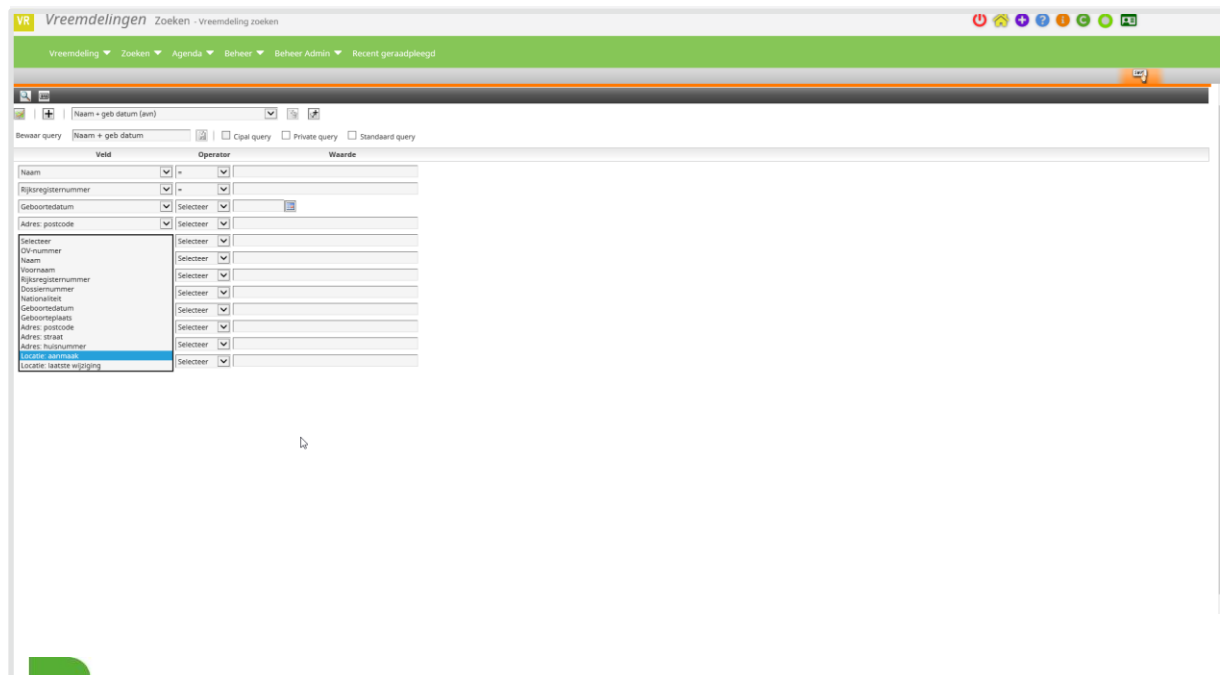 VR Vreemdelingen Zoeken - Vreemdeling zoeken
Vreemdeling Zoeken Agenda Beheer Beheer Admin Recent geraadpleegd
Naam + geb datum (avn)
Bewaar query Naam + geb datum Cipal query Private query Standaard query
Veld Operator Waarde
Naam =
Rijksregisternummer =
Geboortedatum Selecteer
Adres: postcode Selecteer
Selecteer Selecteer
OV-nummer
Naam Selecteer
Voornaam
Rijksregisternummer Selecteer
Dossiernummer
Nationaliteit Selecteer
Geboortedatum Selecteer
Geboorteplaats
Adres: postcode Selecteer
Adres: straat
Adres: huisnummer Selecteer
Locatie: aanmaak
Locatie: laatste wijziging Selecteer